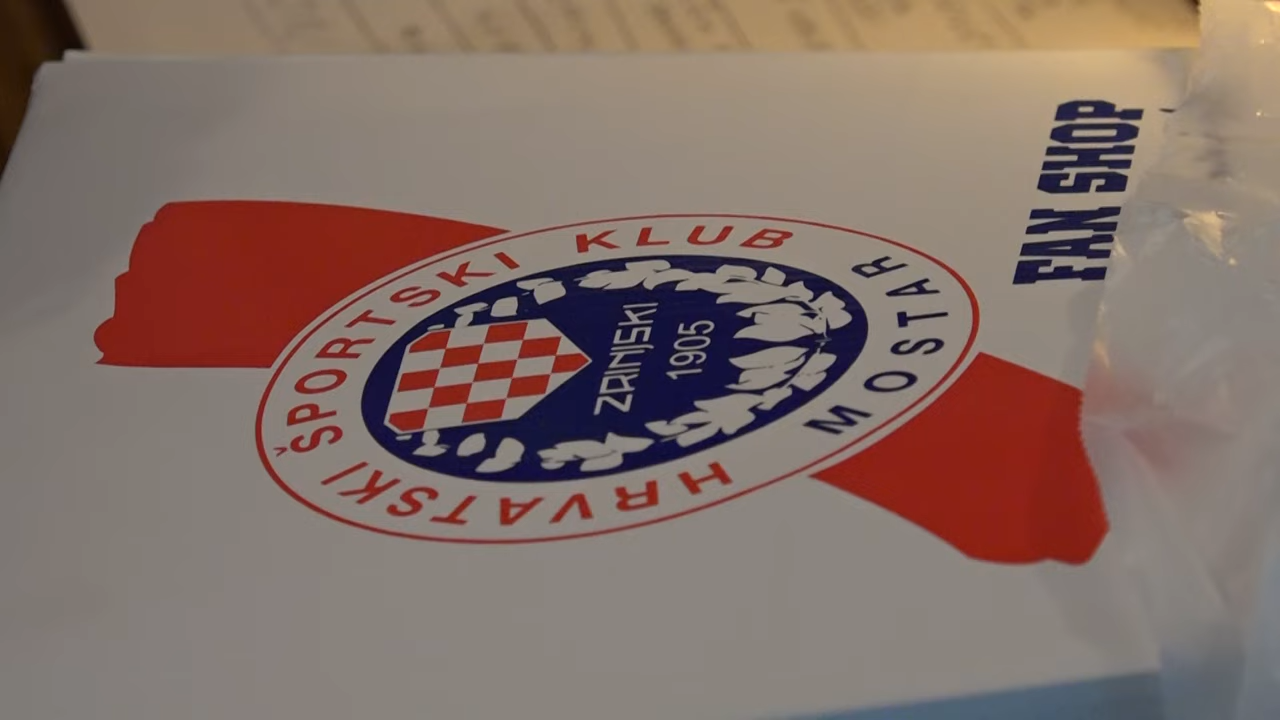 HRVATSKI ŠPORTSKI KLUB
ZRINJSKI
1905
MOSTAR
FAN SHOP